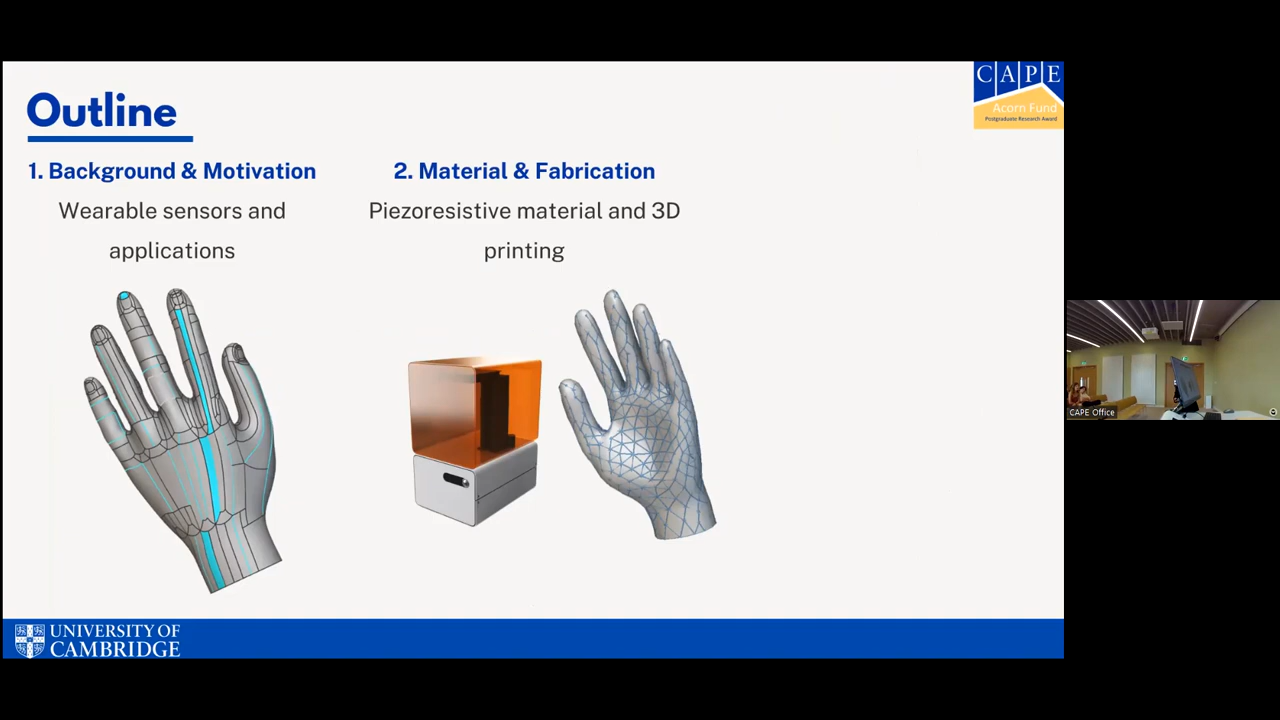 CAPE
Acorn Fund
Postgraduate Research Award
Outline
1. Background & Motivation
Wearable sensors and
applications
2. Material & Fabrication
Piezoresistive material and 3D
printing
CAPE Office
UNIVERSITY OF
CAMBRIDGE